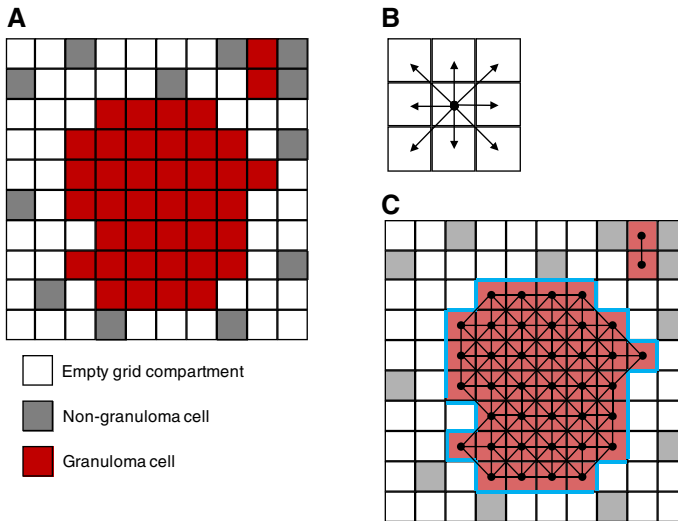 A
B
C
Empty grid compartment
Non-granuloma cell
Granuloma cell